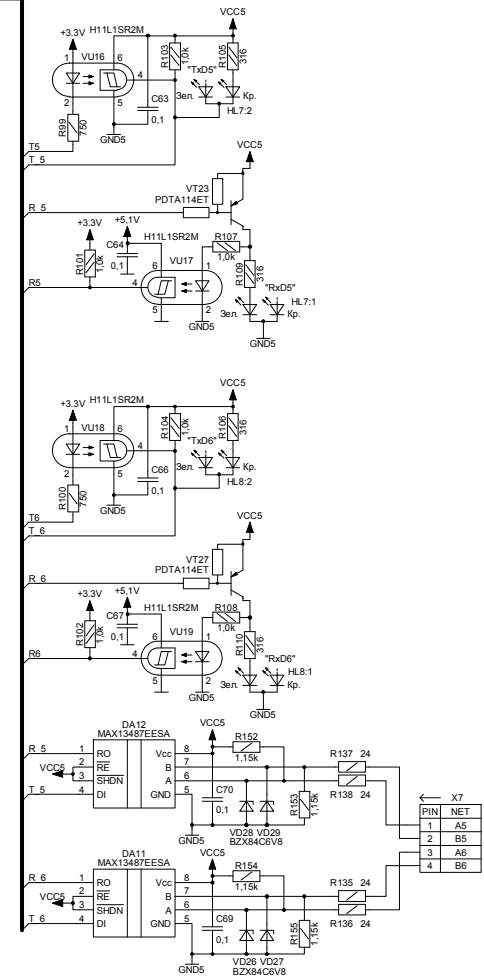 VCC5
+3.3V H11L1SR2M
VU16
R103 1,0k
R105 316
1 6
4
2 5
"TxD5"
Зел. Кр.
HL7:2
C63
0,1
R99 750
GND5
T5
T_5
VCC5
VT23
PDTA114ET
R_5
+3.3V +5,1V
C64
0,1
H11L1SR2M
VU17
R101 1,0k
R107
1,0k
R109 316
R5
6 1
4
5 2
"RxD5"
HL7:1
Зел. Кр.
GND5
GND5
VCC5
+3.3V H11L1SR2M
VU18
R104 1,0k
R106 316
1 6
4
2 5
"TxD6"
Зел. Кр.
HL8:2
C66
0,1
R100 750
GND5
T6
T_6
VCC5
VT27
PDTA114ET
R_6
+3.3V +5,1V
C67
0,1
H11L1SR2M
VU19
R102 1,0k
R108
1,0k
R110 316
R6
6 1
4
5 2
"RxD6"
HL8:1
Зел. Кр.
GND5
GND5
DA12
MAX13487EESA
VCC5
R152
1,15k
R_5 1 RO Vcc 8
VCC5 2 RE B 7
3 SHDN A 6
T_5 4 DI GND 5
R137 24
R138 24
C70
0,1
R153 1,15k
VD28 VD29
BZX84C6V8
GND5
X7
PIN NET
1 A5
2 B5
3 A6
4 B6
DA11
MAX13487EESA
VCC5
R154
1,15k
R_6 1 RO Vcc 8
VCC5 2 RE B 7
3 SHDN A 6
T_6 4 DI GND 5
R135 24
R136 24
C69
0,1
R155 1,15k
VD26 VD27
BZX84C6V8
GND5